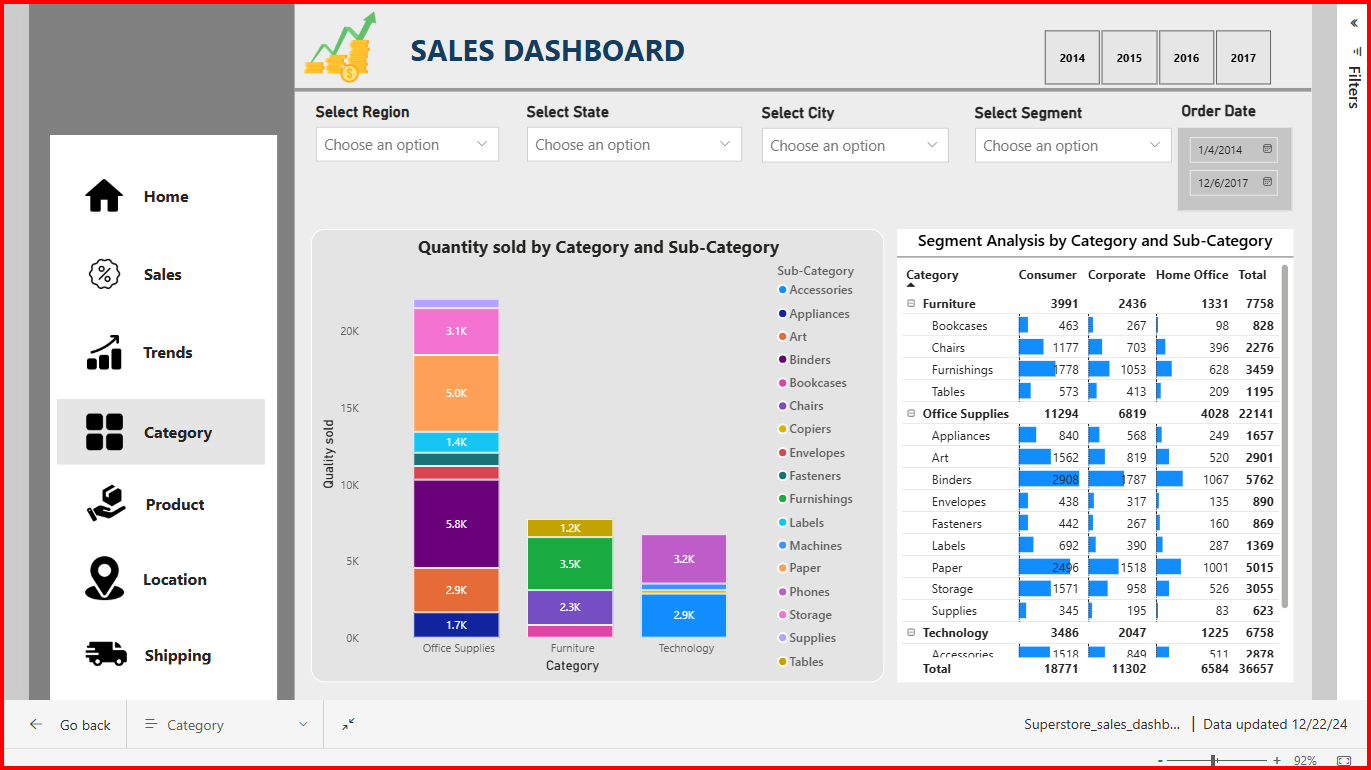 SALES DASHBOARD
2014 2015 2016 2017
Filters
Select Region
Choose an option
Select State
Choose an option
Select City
Choose an option
Select Segment
Choose an option
Order Date
1/4/2014
12/6/2017
Home
Sales
Trends
Category
Product
Location
Shipping
Quantity sold by Category and Sub-Category
Quality sold
20K
15K
10K
5K
0K
3.1K
5.0K
1.4K
5.8K
2.9K
1.7K
1.2K
3.5K
2.3K
3.2K
2.9K
Office Supplies Furniture Technology
Category
Sub-Category
Accessories
Appliances
Art
Binders
Bookcases
Chairs
Copiers
Envelopes
Fasteners
Furnishings
Labels
Machines
Paper
Phones
Storage
Supplies
Tables
Segment Analysis by Category and Sub-Category
Category Consumer Corporate Home Office Total
Furniture 3991 2436 1331 7758
Bookcases 463 267 98 828
Chairs 1177 703 396 2276
Furnishings 1778 1053 628 3459
Tables 573 413 209 1195
Office Supplies 11294 6819 4028 22141
Appliances 840 568 249 1657
Art 1562 819 520 2901
Binders 2908 1787 1067 5762
Envelopes 438 317 135 890
Fasteners 442 267 160 869
Labels 692 390 287 1369
Paper 2496 1518 1001 5015
Storage 1571 958 526 3055
Supplies 345 195 83 623
Technology 3486 2047 1225 6758
Accessories 1518 849 511 2878
Total 18771 11302 6584 36657
Go back
Category
Superstore_sales_dashb... | Data updated 12/22/24
- + 92%